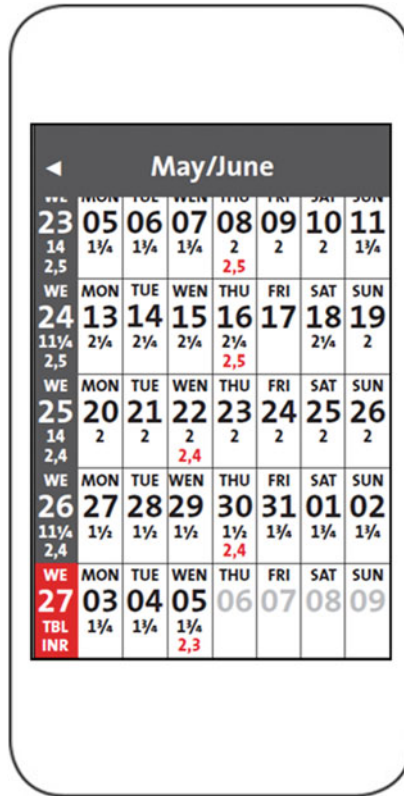 ◄ May/June
WE MON TUE WEN THU FRI SAT SUN
23 05 06 07 08 09 10 11
14 1¾ 1¾ 1¾ 2 2 2 1¾
2,5 2,5
WE MON TUE WEN THU FRI SAT SUN
24 13 14 15 16 17 18 19
11¼ 2¼ 2¼ 2¼ 2¼ 2¼ 2
2,5 2,5
WE MON TUE WEN THU FRI SAT SUN
25 20 21 22 23 24 25 26
14 2 2 2 2 2 2 2
2,4 2,4
WE MON TUE WEN THU FRI SAT SUN
26 27 28 29 30 31 01 02
11¼ 1½ 1½ 1½ 1½ 1¾ 1¾ 1¾
2,4 2,4
WE MON TUE WEN THU FRI SAT SUN
27 03 04 05 06 07 08 09
TBL 1¾ 1¾ 1¾
INR 2,3